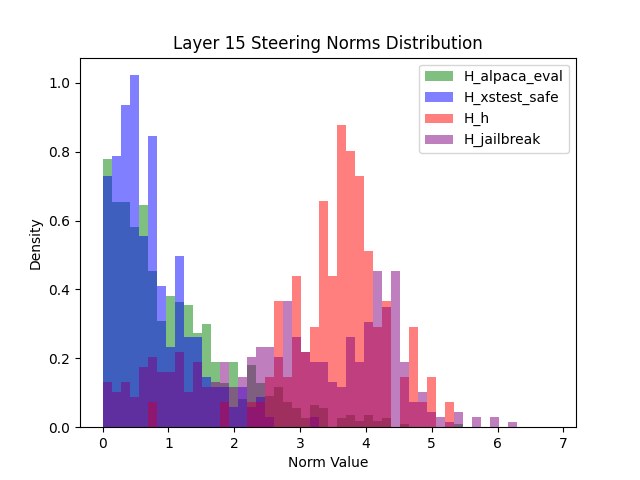 Layer 15 Steering Norms Distribution
H_alpaca_eval
H_xstest_safe
H_h
H_jailbreak
1.0
0.8
0.6
0.4
0.2
0.0
Density
0 1 2 3 4 5 6 7
Norm Value